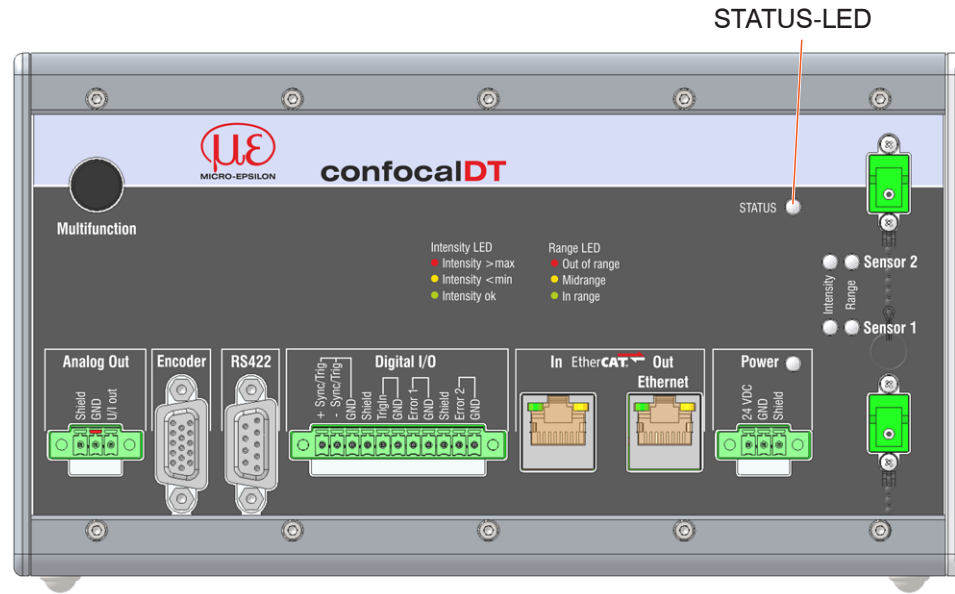 STATUS-LED
με
MICRO-EPSILON
confocalDT
Multifunction
STATUS
Intensity LED
Intensity >max
Intensity <min
Intensity ok
Range LED
Out of range
Midrange
In range
Sensor 2
Intensity
Range
Sensor 1
Analog Out
Shield
GND
U/I out
Encoder
RS422
Digital I/O
+ Sync/Trig
- Sync/Trig
GND
Shield
TrigIn
GND
Error 1
GND
Shield
Error 2
GND
In EtherCAT Out
Ethernet
Power
24 VDC
GND
Shield